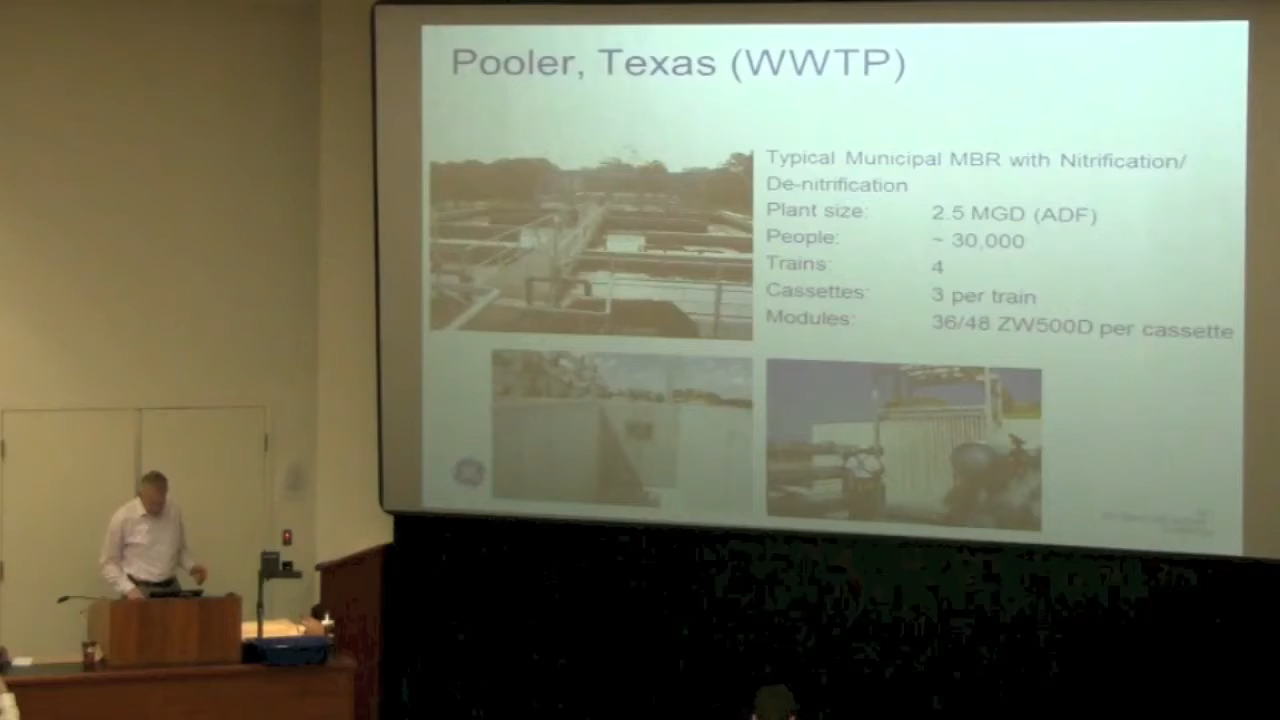 Pooler, Texas (WWTP)
Typical Municipal MBR with Nitrification/
De-nitrification
Plant size: 2.5 MGD (ADF)
People: ~ 30,000
Trains: 4
Cassettes: 3 per train
Modules: 36/48 ZW500D per cassette